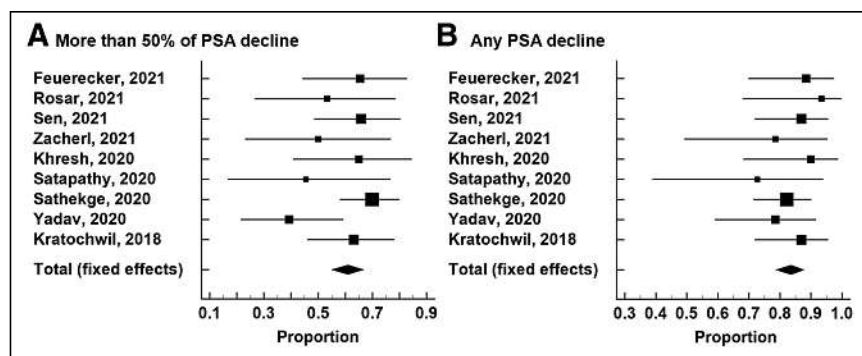 A More than 50% of PSA decline
Feuerecker, 2021
Rosar, 2021
Sen, 2021
Zacherl, 2021
Khresh, 2020
Satapathy, 2020
Sathekge, 2020
Yadav, 2020
Kratochwil, 2018
Total (fixed effects)
0.1 0.3 0.5 0.7 0.9
Proportion
B Any PSA decline
Feuerecker, 2021
Rosar, 2021
Sen, 2021
Zacherl, 2021
Khresh, 2020
Satapathy, 2020
Sathekge, 2020
Yadav, 2020
Kratochwil, 2018
Total (fixed effects)
0.3 0.4 0.5 0.6 0.7 0.8 0.9 1.0
Proportion